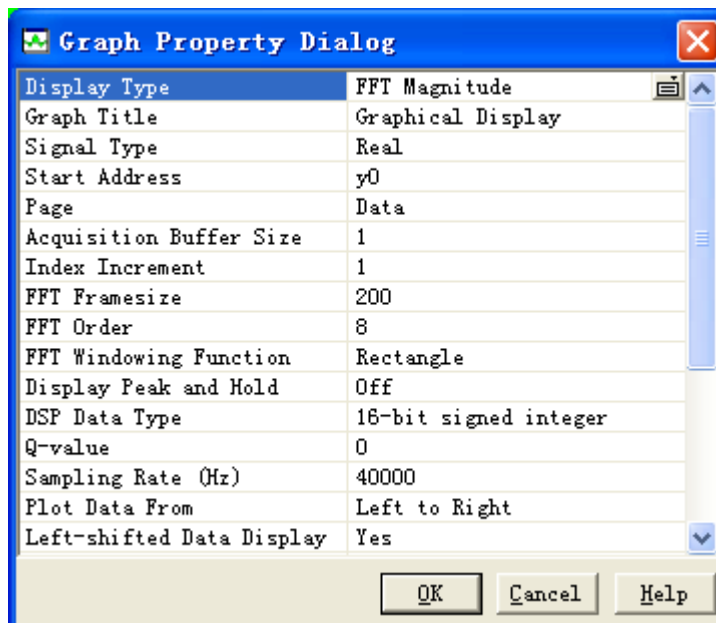 Graph Property Dialog
Display Type FFT Magnitude
Graph Title Graphical Display
Signal Type Real
Start Address y0
Page Data
Acquisition Buffer Size 1
Index Increment 1
FFT Framesize 200
FFT Order 8
FFT Windowing Function Rectangle
Display Peak and Hold Off
DSP Data Type 16-bit signed integer
Q-value 0
Sampling Rate (Hz) 40000
Plot Data From Left to Right
Left-shifted Data Display Yes
OK Cancel Help